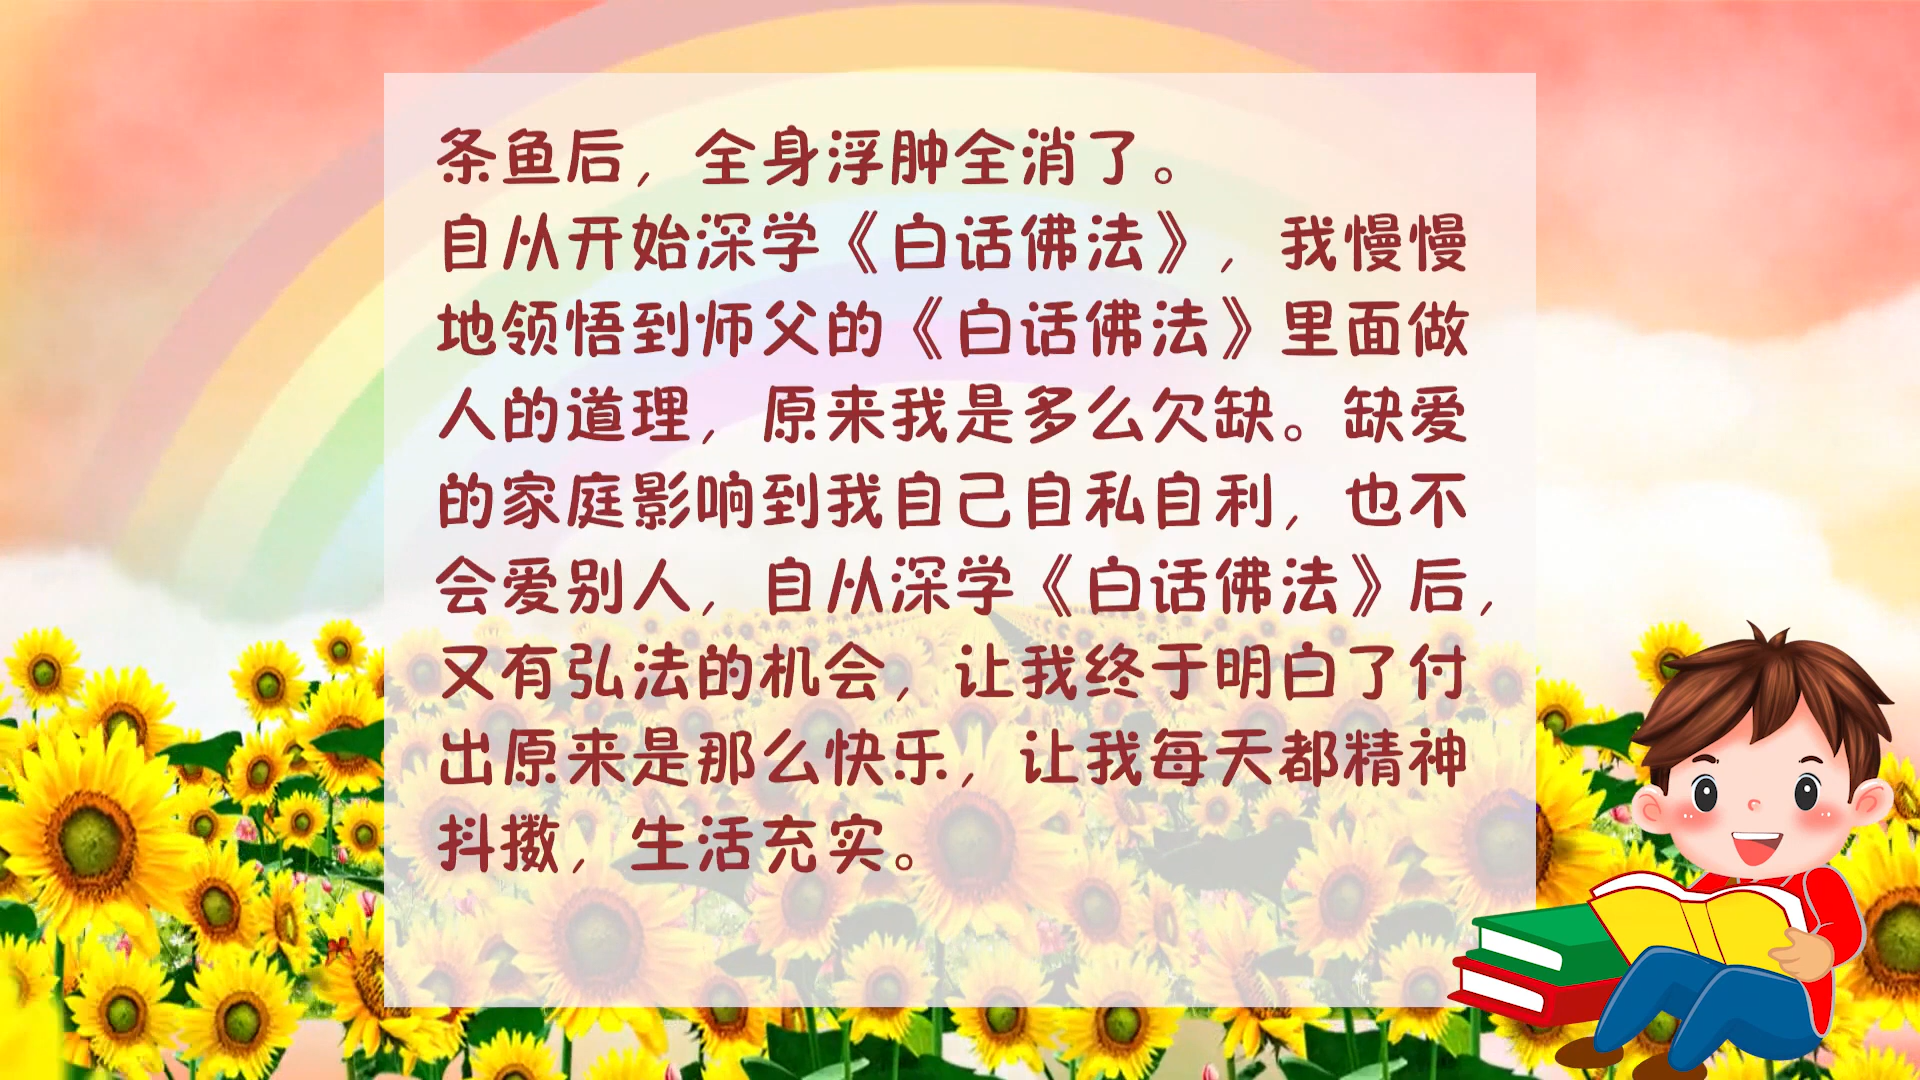 条鱼后，全身浮肿全消了。
自从开始深学《白话佛法》，我慢慢
地领悟到师父的《白话佛法》里面做
人的道理，原来我是多么欠缺。缺爱
的家庭影响到我自己自私自利，也不
会爱别人，自从深学《白话佛法》后，
又有弘法的机会，让我终于明白了付
出原来是那么快乐，让我每天都精神
抖擞，生活充实。